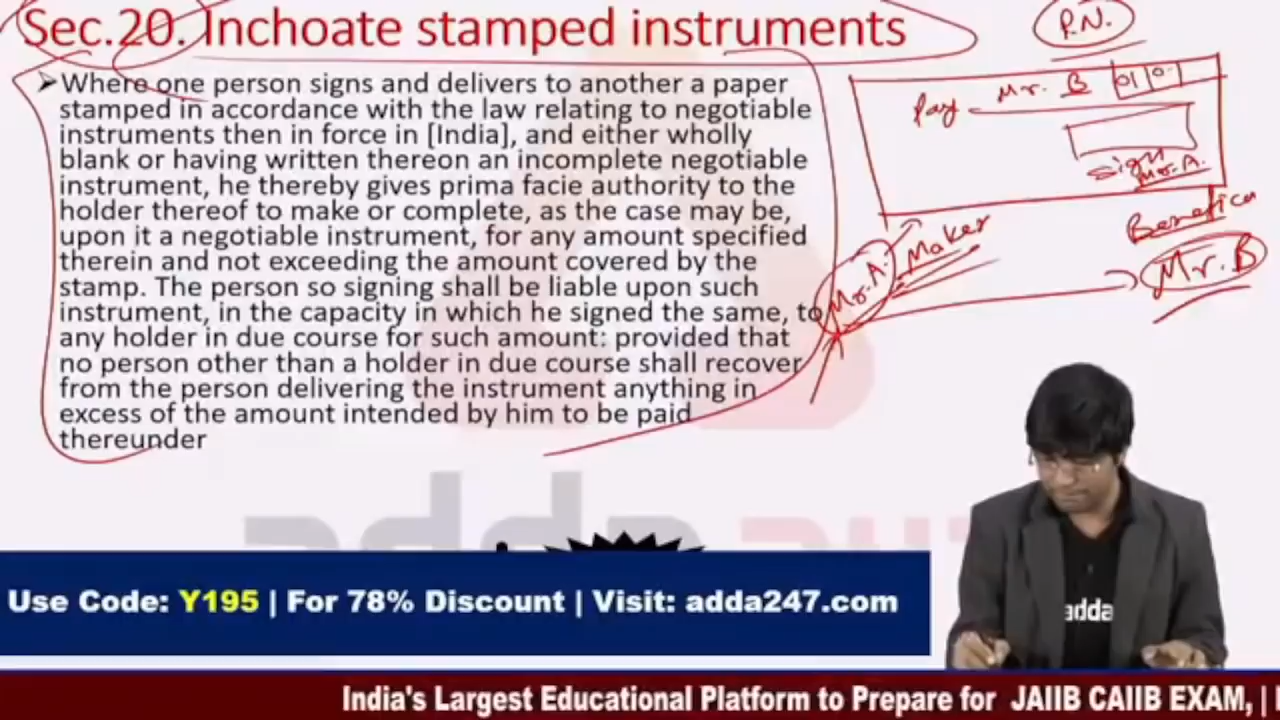 Sec.20. Inchoate stamped instruments
➤Where one person signs and delivers to another a paper
stamped in accordance with the law relating to negotiable
instruments then in force in [India], and either wholly
blank or having written thereon an incomplete negotiable
instrument, he thereby gives prima facie authority to the
holder thereof to make or complete, as the case may be,
upon it a negotiable instrument, for any amount specified
therein and not exceeding the amount covered by the
stamp. The person so signing shall be liable upon such
instrument, in the capacity in which he signed the same, to
any holder in due course for such amount: provided that
no person other than a holder in due course shall recover
from the person delivering the instrument anything in
excess of the amount intended by him to be paid
thereunder
P.N.
Pay Mr. B
Sign
Mr. A.
Mr. A. Maker
Mr. B
adda
adda
Use Code: Y195 | For 78% Discount | Visit: adda247.com
India's Largest Educational Platform to Prepare for JAIIB CAIIB EXAM, |